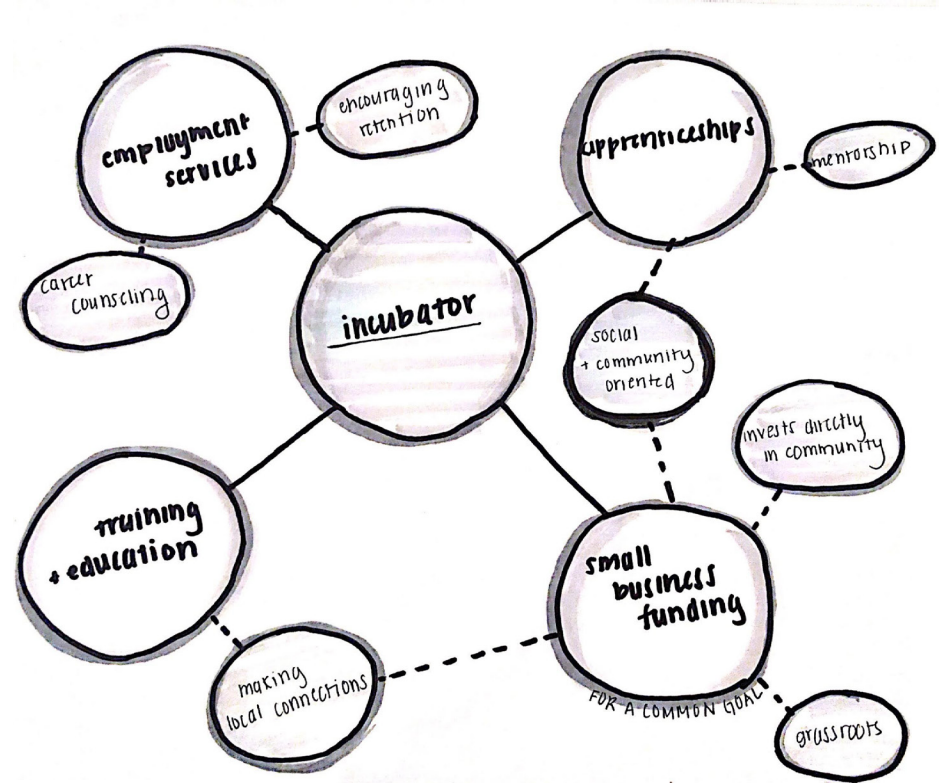 employment
services
encouraging
retention
apprenticeships
mentorship
career
counseling
incubator
social
+ community
oriented
invests directly
in community
training
+ education
small
business
funding
making
local connections
FOR A COMMON GOAL
grassroots